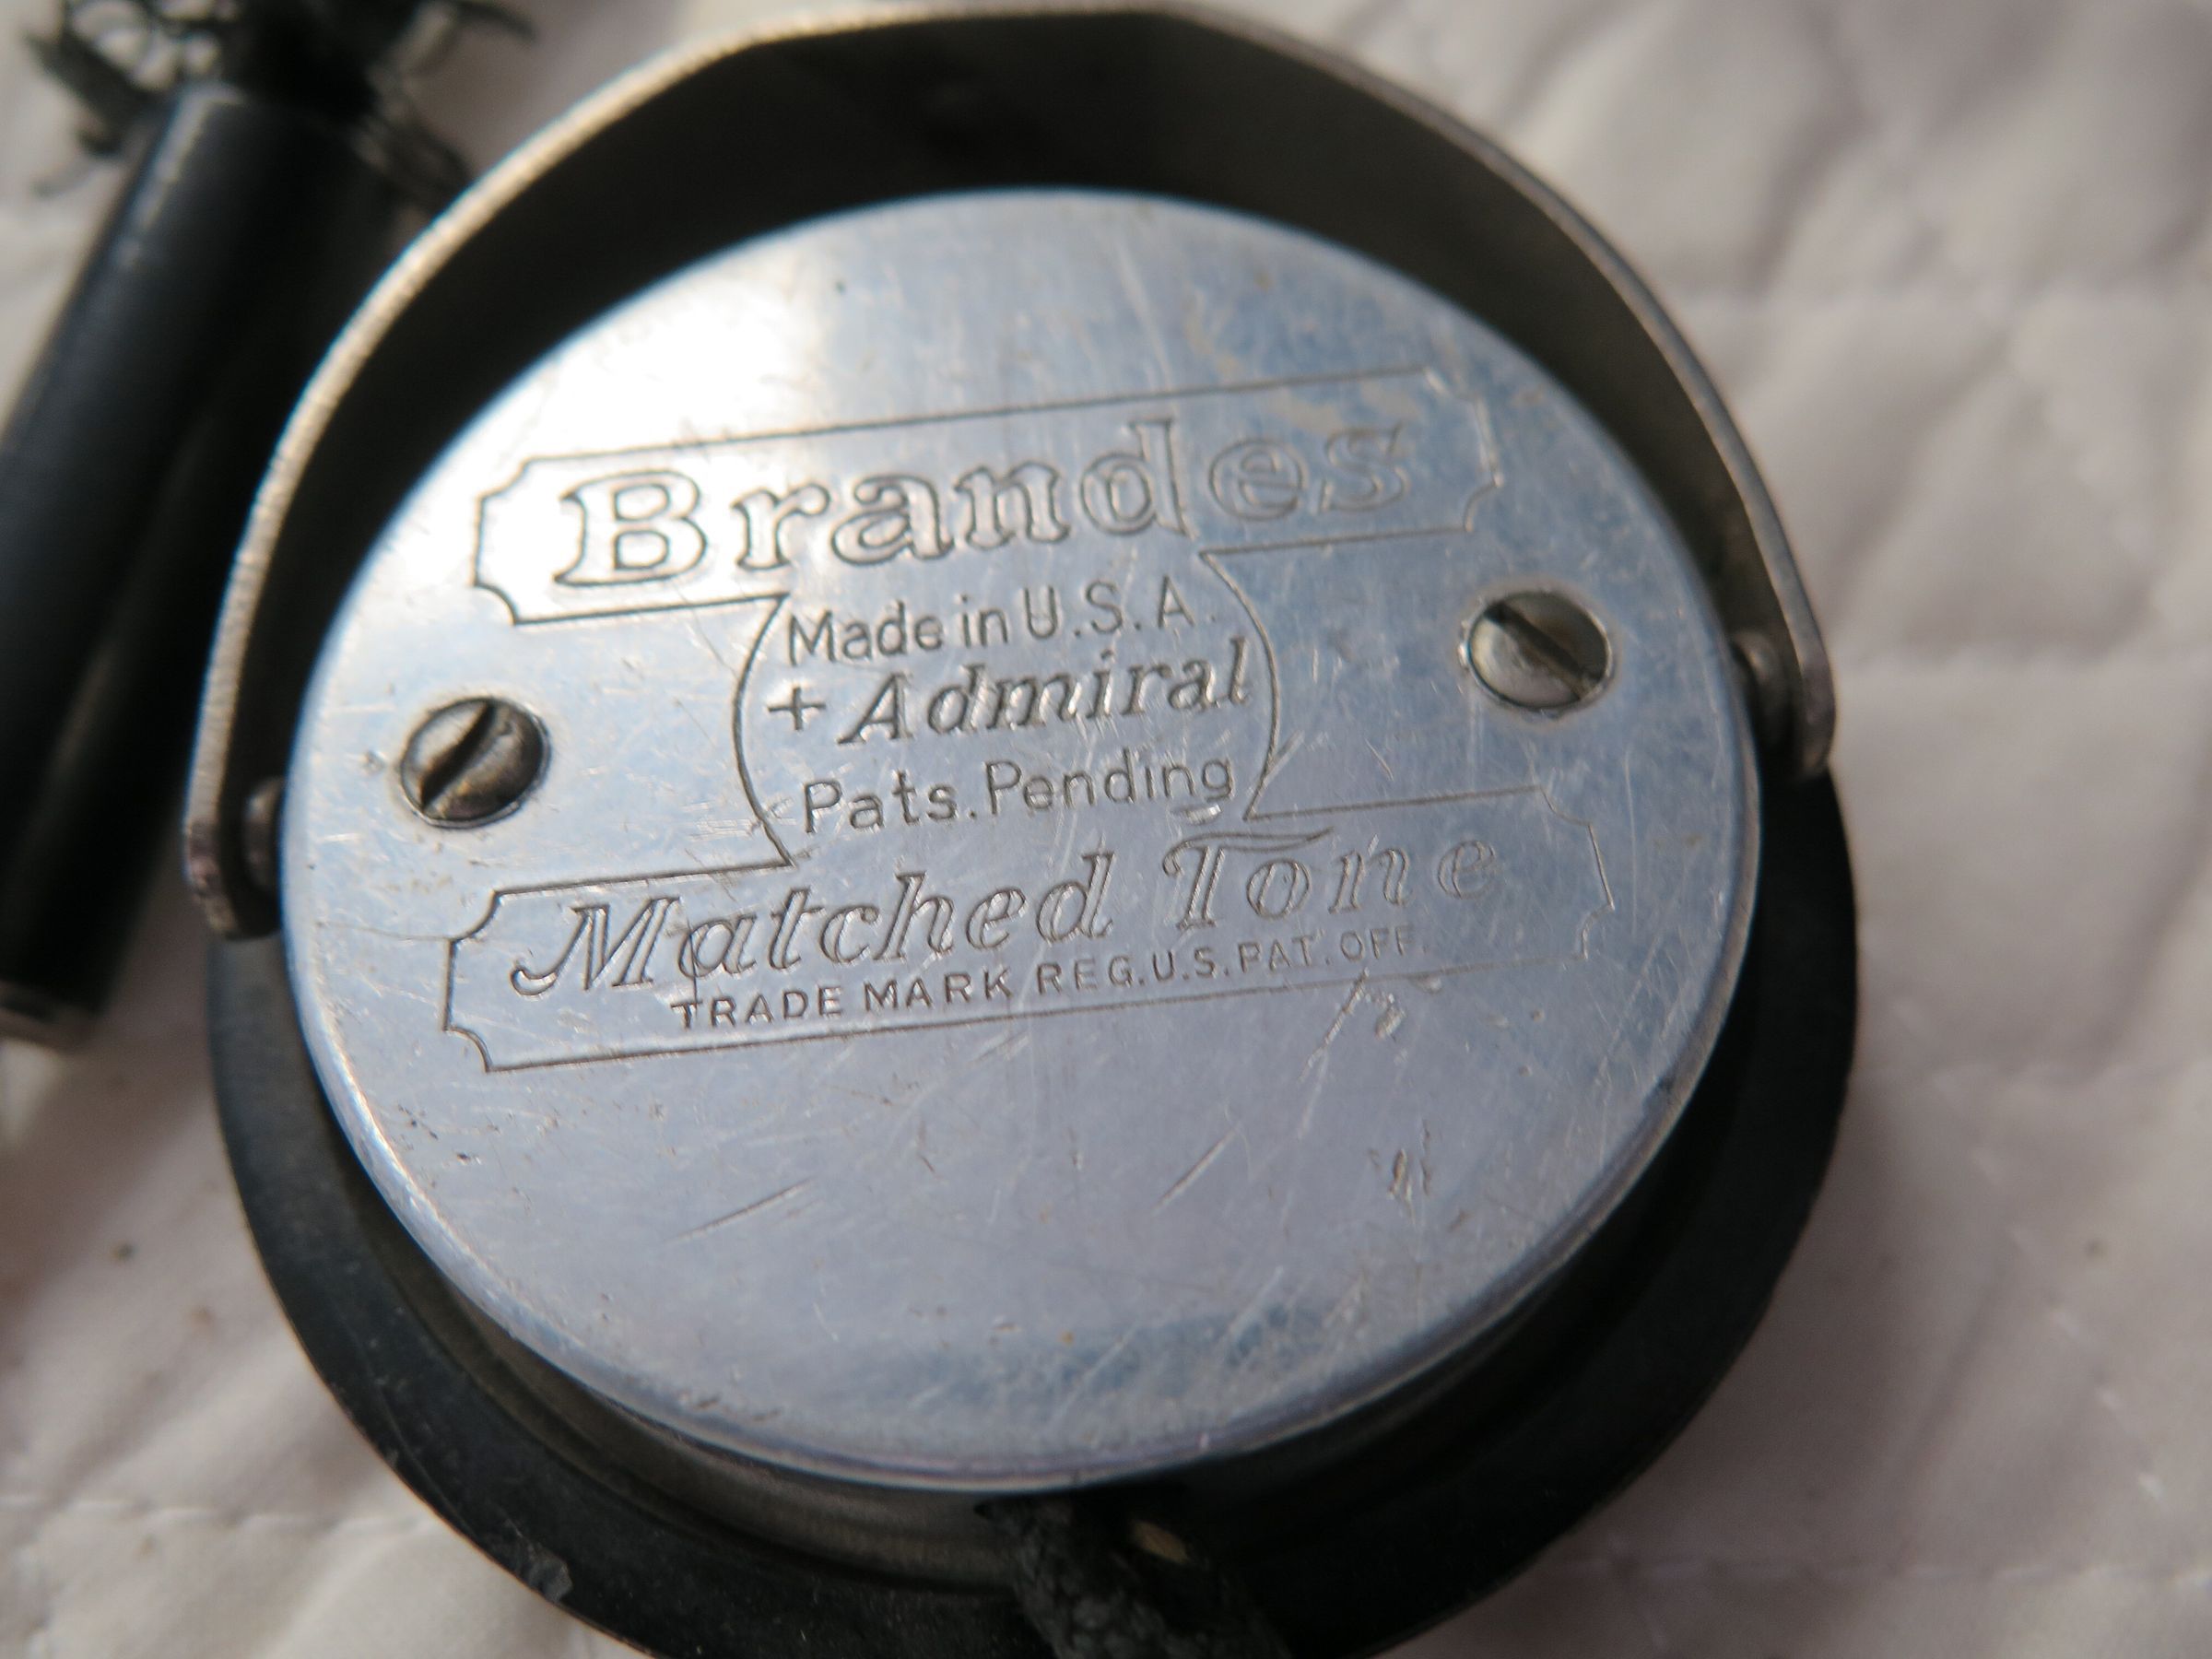 Brandes
Made in U.S.A.
+ Admiral
Pats. Pending
Matched Tone
TRADE MARK REG. U.S. PAT. OFF.